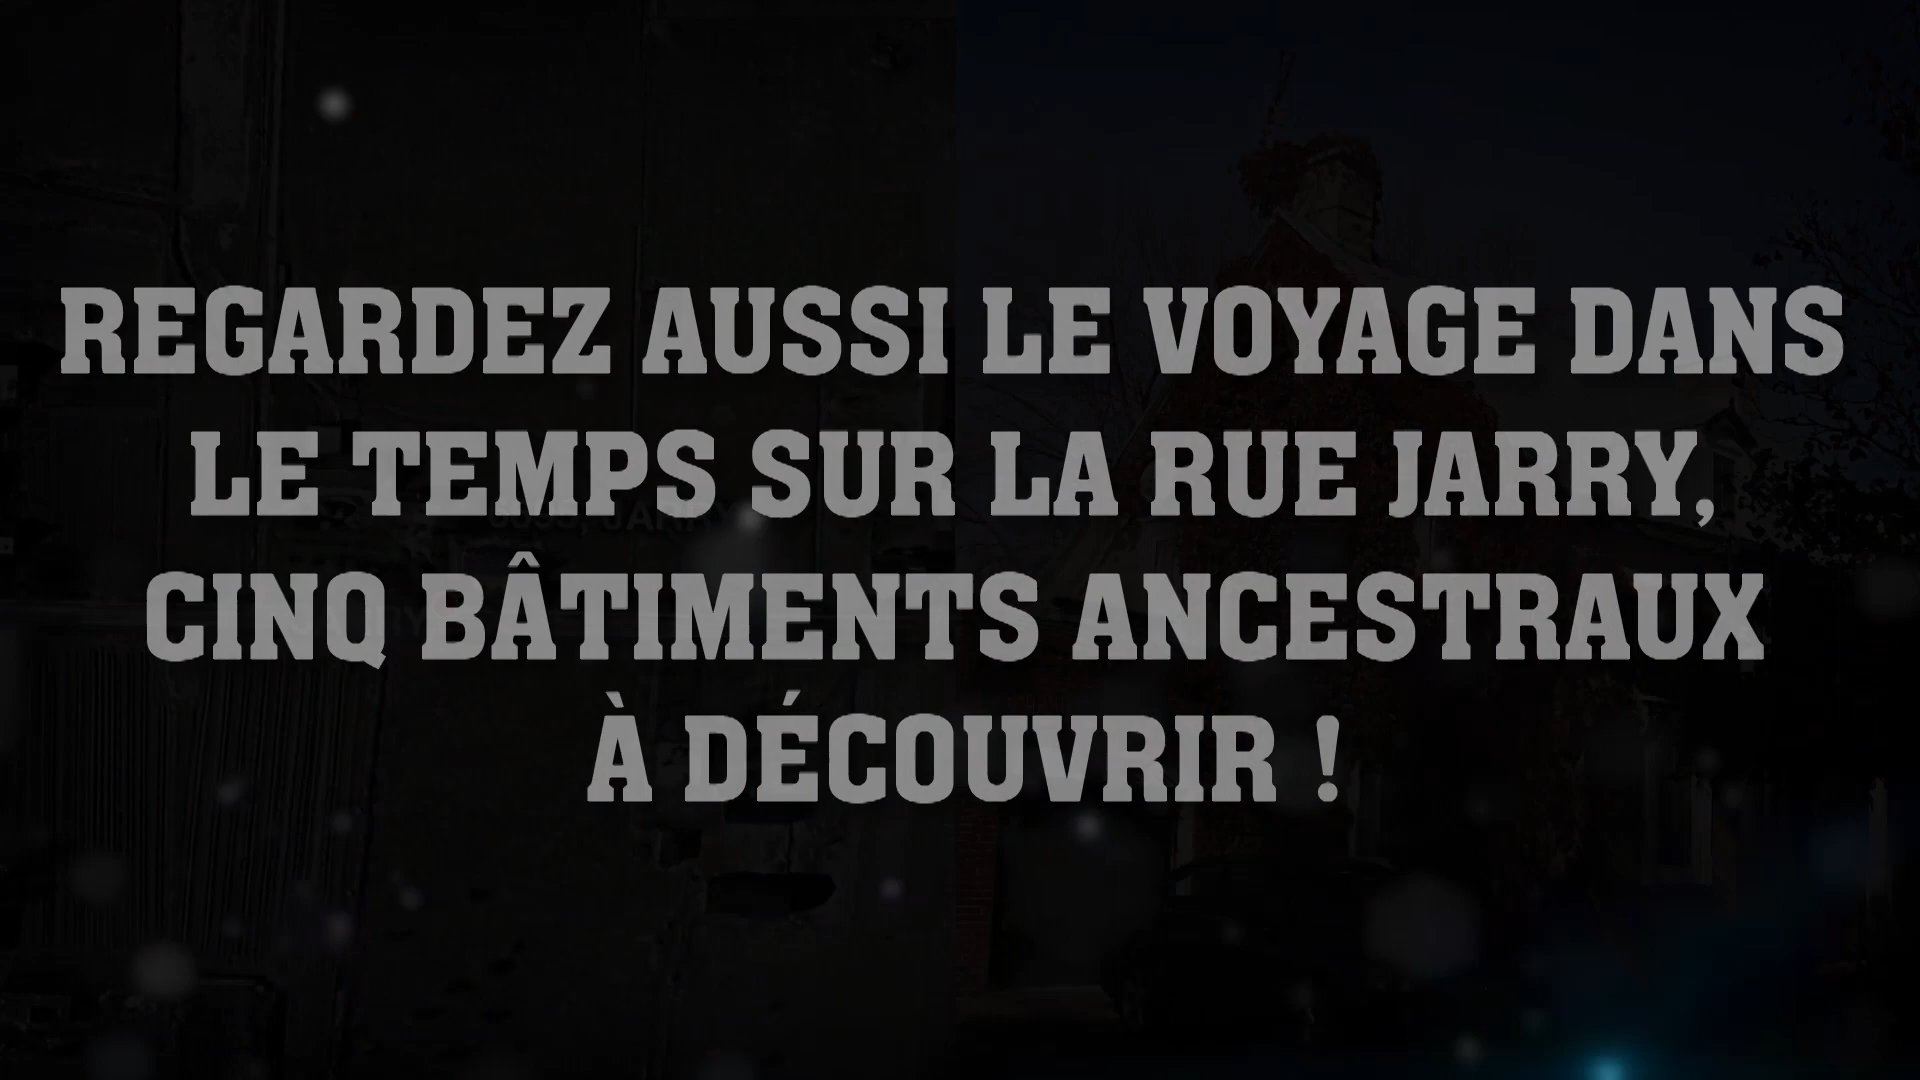 REGARDEZ AUSSI LE VOYAGE DANS
LE TEMPS SUR LA RUE JARRY,
CINQ BÂTIMENTS ANCESTRAUX
À DÉCOUVRIR !